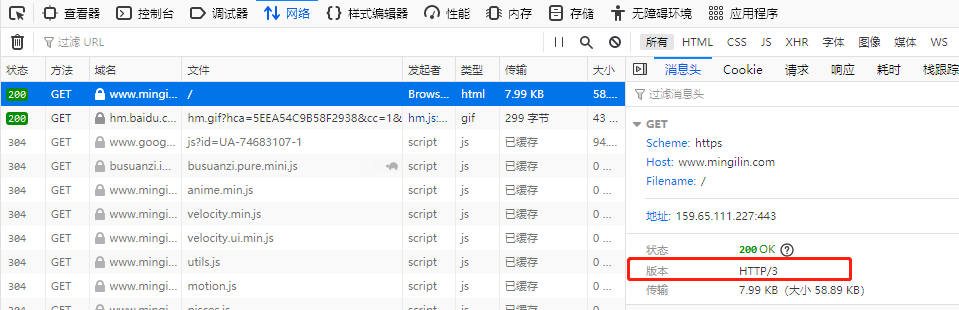 查看器 控制台 调试器 网络 样式编辑器 性能 内存 存储 无障碍环境 应用程序
过滤 URL 所有 HTML CSS JS XHR 字体 图像 媒体 WS
状态 方法 域名 文件 发起者 类型 传输 大小
200 GET www.mingi... / Brows... html 7.99 KB 58....
200 GET hm.baidu.c... hm.gif?hca=5EEA54C9B58F2938&cc=1& hm.js:... gif 299 字节 43 ...
304 GET www.goog... js?id=UA-74683107-1 script js 已缓存 94....
304 GET busuanzi.i... busuanzi.pure.mini.js script js 已缓存 0 ...
304 GET www.mingi... anime.min.js script js 已缓存 0 ...
304 GET www.mingi... velocity.min.js script js 已缓存 0 ...
304 GET www.mingi... velocity.ui.min.js script js 已缓存 0 ...
304 GET www.mingi... utils.js script js 已缓存 0 ...
304 GET www.mingi... motion.js script js 已缓存 0 ...
304 GET www.mingi... script js 已缓存 0 ...
消息头 Cookie 请求 响应 耗时 栈跟踪
过滤消息头
GET
Scheme: https
Host: www.mingilin.com
Filename: /
地址: 159.65.111.227:443
状态 200 OK
版本 HTTP/3
传输 7.99 KB (大小 58.89 KB)